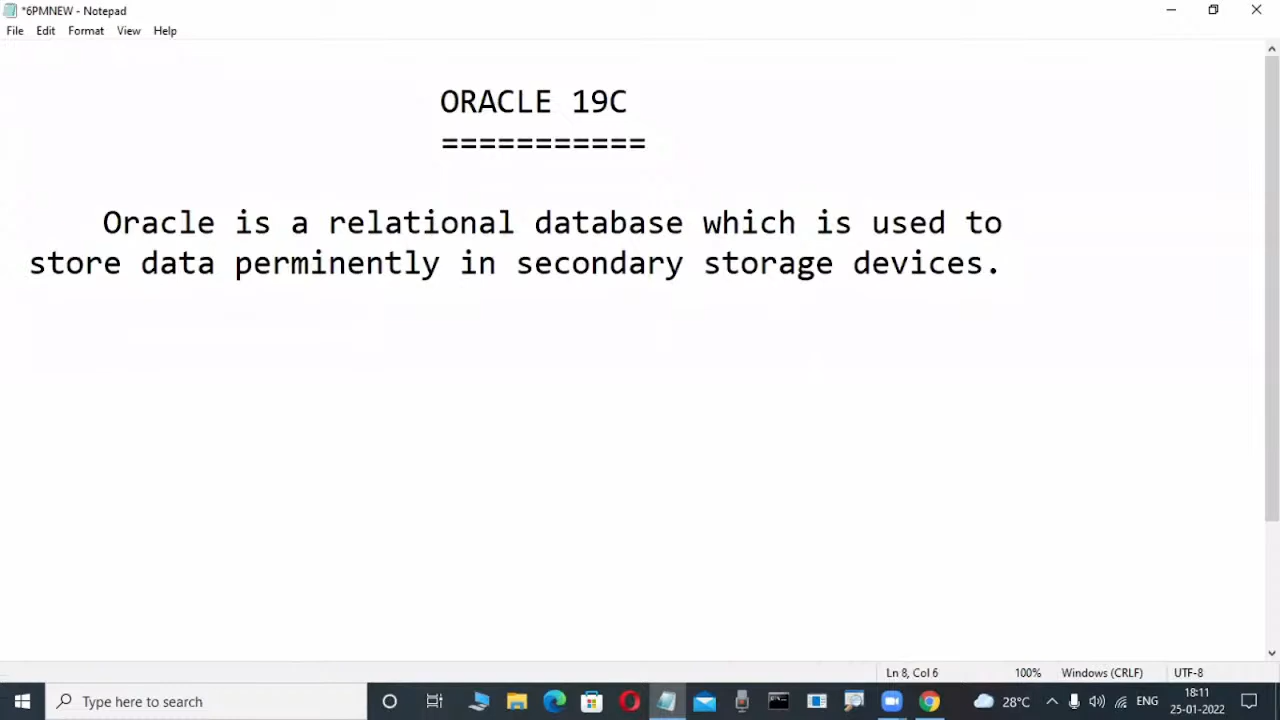 *6PMNEW - Notepad
File Edit Format View Help
ORACLE 19C
===========
Oracle is a relational database which is used to
store data perminently in secondary storage devices.
Ln 8, Col 6 100% Windows (CRLF) UTF-8
Type here to search
28°C ENG 18:11
25-01-2022